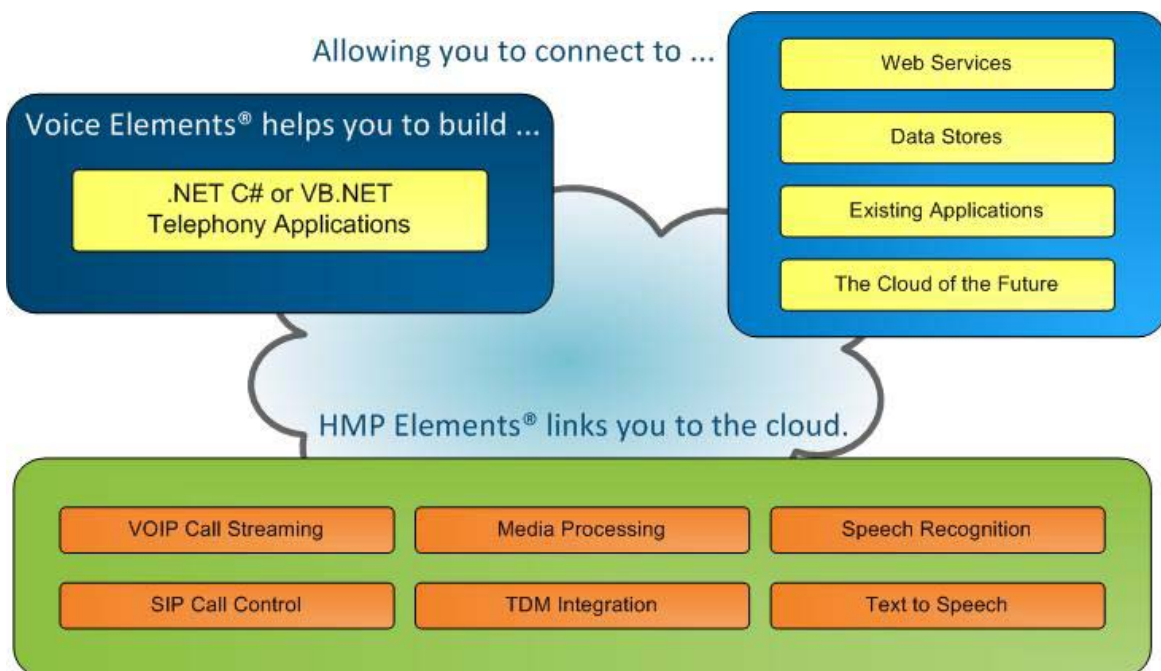 Allowing you to connect to ...
Web Services
Data Stores
Existing Applications
The Cloud of the Future
Voice Elements® helps you to build ...
.NET C# or VB.NET
Telephony Applications
HMP Elements® links you to the cloud.
VOIP Call Streaming
Media Processing
Speech Recognition
SIP Call Control
TDM Integration
Text to Speech